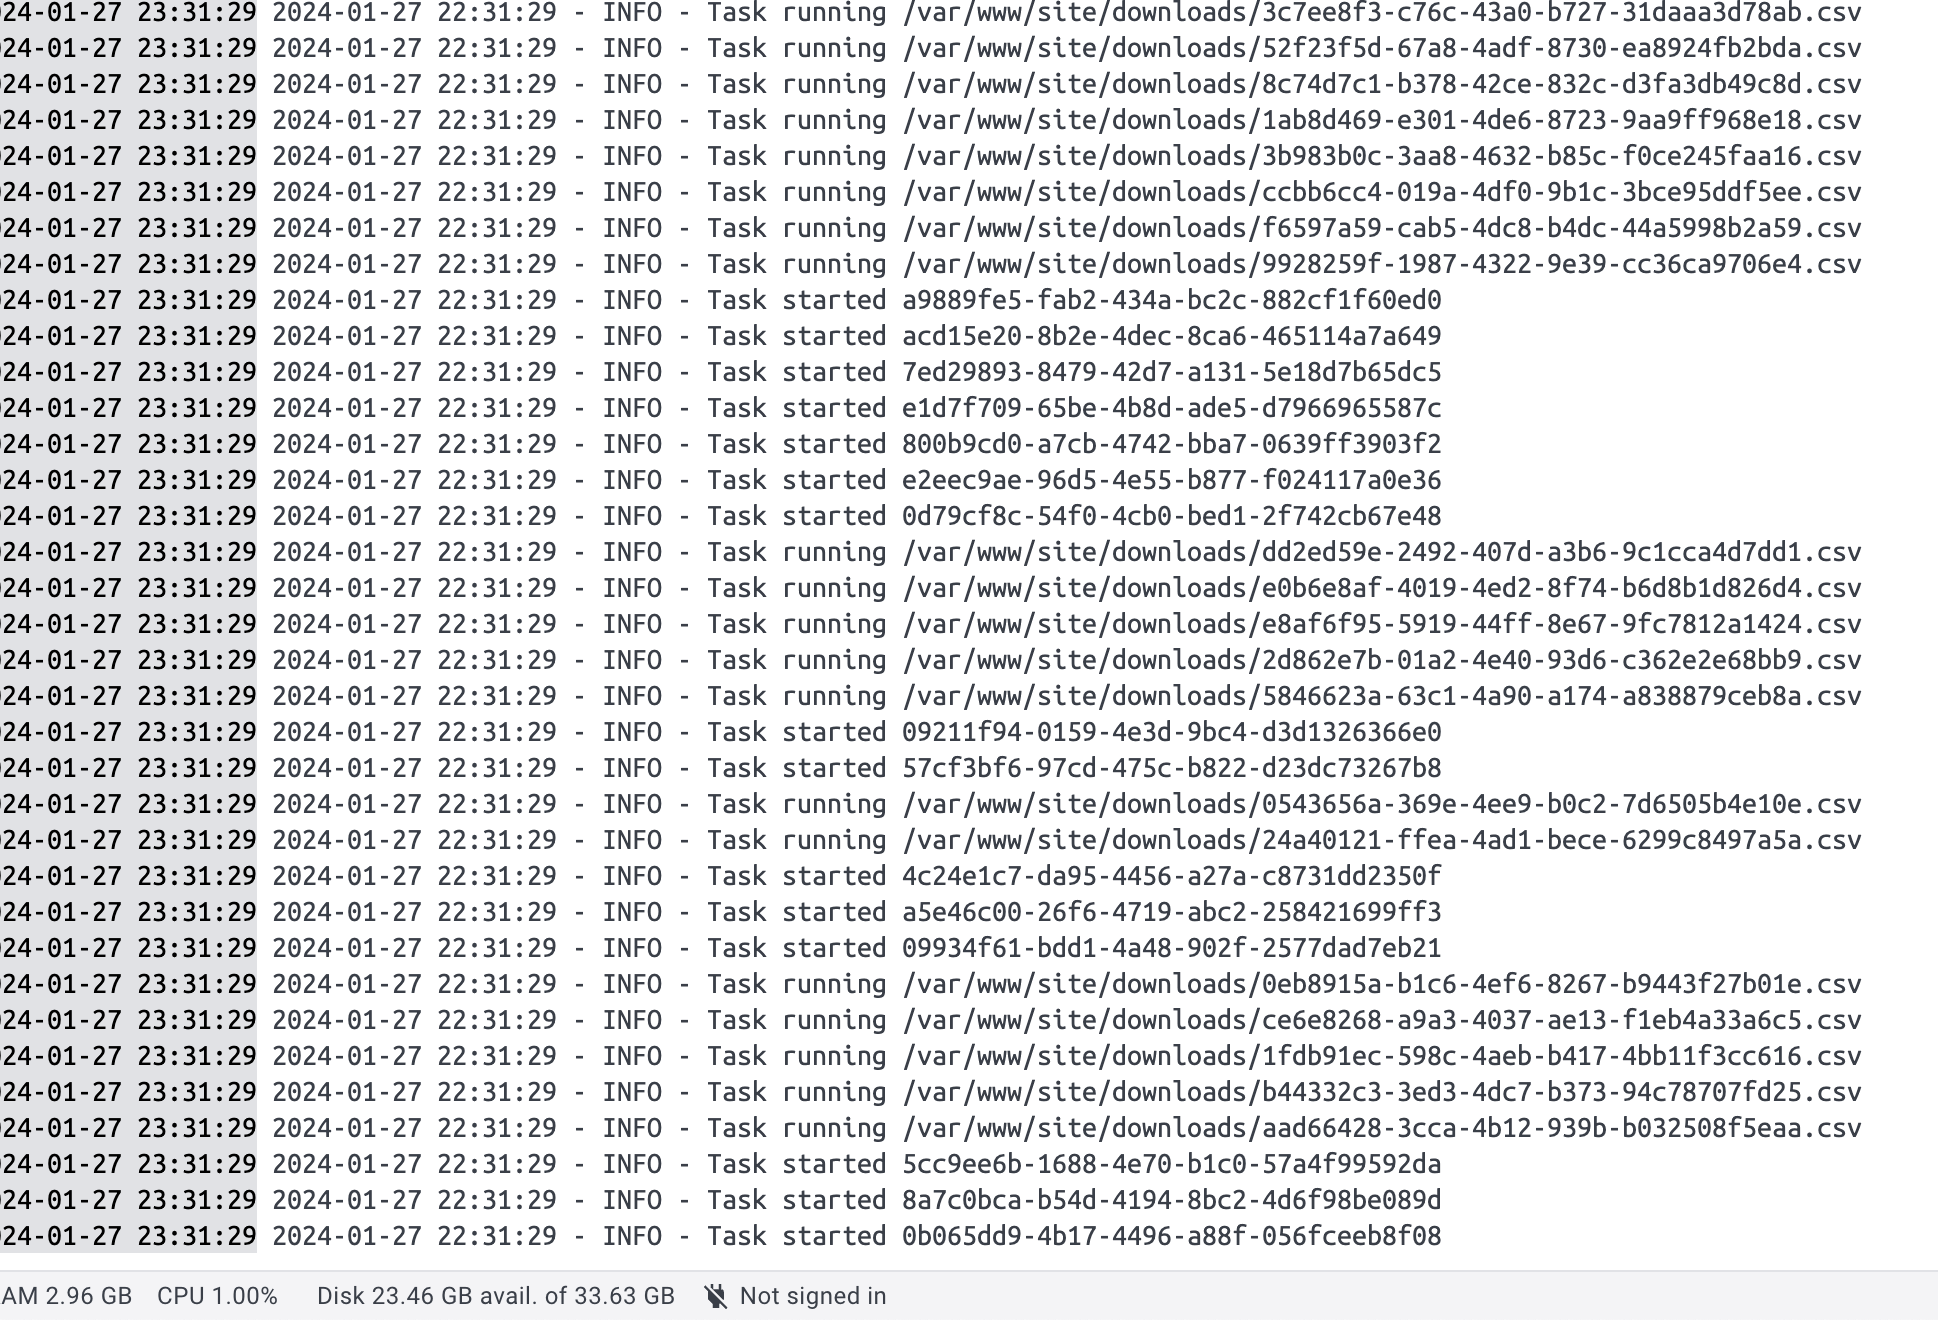 24-01-27 23:31:29 2024-01-27 22:31:29 - INFO - Task running /var/www/site/downloads/3c7ee8f3-c76c-43a0-b727-31daaa3d78ab.csv
24-01-27 23:31:29 2024-01-27 22:31:29 - INFO - Task running /var/www/site/downloads/52f23f5d-67a8-4adf-8730-ea8924fb2bda.csv
24-01-27 23:31:29 2024-01-27 22:31:29 - INFO - Task running /var/www/site/downloads/8c74d7c1-b378-42ce-832c-d3fa3db49c8d.csv
24-01-27 23:31:29 2024-01-27 22:31:29 - INFO - Task running /var/www/site/downloads/1ab8d469-e301-4de6-8723-9aa9ff968e18.csv
24-01-27 23:31:29 2024-01-27 22:31:29 - INFO - Task running /var/www/site/downloads/3b983b0c-3aa8-4632-b85c-f0ce245faa16.csv
24-01-27 23:31:29 2024-01-27 22:31:29 - INFO - Task running /var/www/site/downloads/ccbb6cc4-019a-4df0-9b1c-3bce95ddf5ee.csv
24-01-27 23:31:29 2024-01-27 22:31:29 - INFO - Task running /var/www/site/downloads/f6597a59-cab5-4dc8-b4dc-44a5998b2a59.csv
24-01-27 23:31:29 2024-01-27 22:31:29 - INFO - Task running /var/www/site/downloads/9928259f-1987-4322-9e39-cc36ca9706e4.csv
24-01-27 23:31:29 2024-01-27 22:31:29 - INFO - Task started a9889fe5-fab2-434a-bc2c-882cf1f60ed0
24-01-27 23:31:29 2024-01-27 22:31:29 - INFO - Task started acd15e20-8b2e-4dec-8ca6-465114a7a649
24-01-27 23:31:29 2024-01-27 22:31:29 - INFO - Task started 7ed29893-8479-42d7-a131-5e18d7b65dc5
24-01-27 23:31:29 2024-01-27 22:31:29 - INFO - Task started e1d7f709-65be-4b8d-ade5-d7966965587c
24-01-27 23:31:29 2024-01-27 22:31:29 - INFO - Task started 800b9cd0-a7cb-4742-bba7-0639ff3903f2
24-01-27 23:31:29 2024-01-27 22:31:29 - INFO - Task started e2eec9ae-96d5-4e55-b877-f024117a0e36
24-01-27 23:31:29 2024-01-27 22:31:29 - INFO - Task started 0d79cf8c-54f0-4cb0-bed1-2f742cb67e48
24-01-27 23:31:29 2024-01-27 22:31:29 - INFO - Task running /var/www/site/downloads/dd2ed59e-2492-407d-a3b6-9c1cca4d7dd1.csv
24-01-27 23:31:29 2024-01-27 22:31:29 - INFO - Task running /var/www/site/downloads/e0b6e8af-4019-4ed2-8f74-b6d8b1d826d4.csv
24-01-27 23:31:29 2024-01-27 22:31:29 - INFO - Task running /var/www/site/downloads/e8af6f95-5919-44ff-8e67-9fc7812a1424.csv
24-01-27 23:31:29 2024-01-27 22:31:29 - INFO - Task running /var/www/site/downloads/2d862e7b-01a2-4e40-93d6-c362e2e68bb9.csv
24-01-27 23:31:29 2024-01-27 22:31:29 - INFO - Task running /var/www/site/downloads/5846623a-63c1-4a90-a174-a838879ceb8a.csv
24-01-27 23:31:29 2024-01-27 22:31:29 - INFO - Task started 09211f94-0159-4e3d-9bc4-d3d1326366e0
24-01-27 23:31:29 2024-01-27 22:31:29 - INFO - Task started 57cf3bf6-97cd-475c-b822-d23dc73267b8
24-01-27 23:31:29 2024-01-27 22:31:29 - INFO - Task running /var/www/site/downloads/0543656a-369e-4ee9-b0c2-7d6505b4e10e.csv
24-01-27 23:31:29 2024-01-27 22:31:29 - INFO - Task running /var/www/site/downloads/24a40121-ffea-4ad1-bece-6299c8497a5a.csv
24-01-27 23:31:29 2024-01-27 22:31:29 - INFO - Task started 4c24e1c7-da95-4456-a27a-c8731dd2350f
24-01-27 23:31:29 2024-01-27 22:31:29 - INFO - Task started a5e46c00-26f6-4719-abc2-258421699ff3
24-01-27 23:31:29 2024-01-27 22:31:29 - INFO - Task started 09934f61-bdd1-4a48-902f-2577dad7eb21
24-01-27 23:31:29 2024-01-27 22:31:29 - INFO - Task running /var/www/site/downloads/0eb8915a-b1c6-4ef6-8267-b9443f27b01e.csv
24-01-27 23:31:29 2024-01-27 22:31:29 - INFO - Task running /var/www/site/downloads/ce6e8268-a9a3-4037-ae13-f1eb4a33a6c5.csv
24-01-27 23:31:29 2024-01-27 22:31:29 - INFO - Task running /var/www/site/downloads/1fdb91ec-598c-4aeb-b417-4bb11f3cc616.csv
24-01-27 23:31:29 2024-01-27 22:31:29 - INFO - Task running /var/www/site/downloads/b44332c3-3ed3-4dc7-b373-94c78707fd25.csv
24-01-27 23:31:29 2024-01-27 22:31:29 - INFO - Task running /var/www/site/downloads/aad66428-3cca-4b12-939b-b032508f5eaa.csv
24-01-27 23:31:29 2024-01-27 22:31:29 - INFO - Task started 5cc9ee6b-1688-4e70-b1c0-57a4f99592da
24-01-27 23:31:29 2024-01-27 22:31:29 - INFO - Task started 8a7c0bca-b54d-4194-8bc2-4d6f98be089d
24-01-27 23:31:29 2024-01-27 22:31:29 - INFO - Task started 0b065dd9-4b17-4496-a88f-056fceeb8f08
AM 2.96 GB CPU 1.00% Disk 23.46 GB avail. of 33.63 GB Not signed in